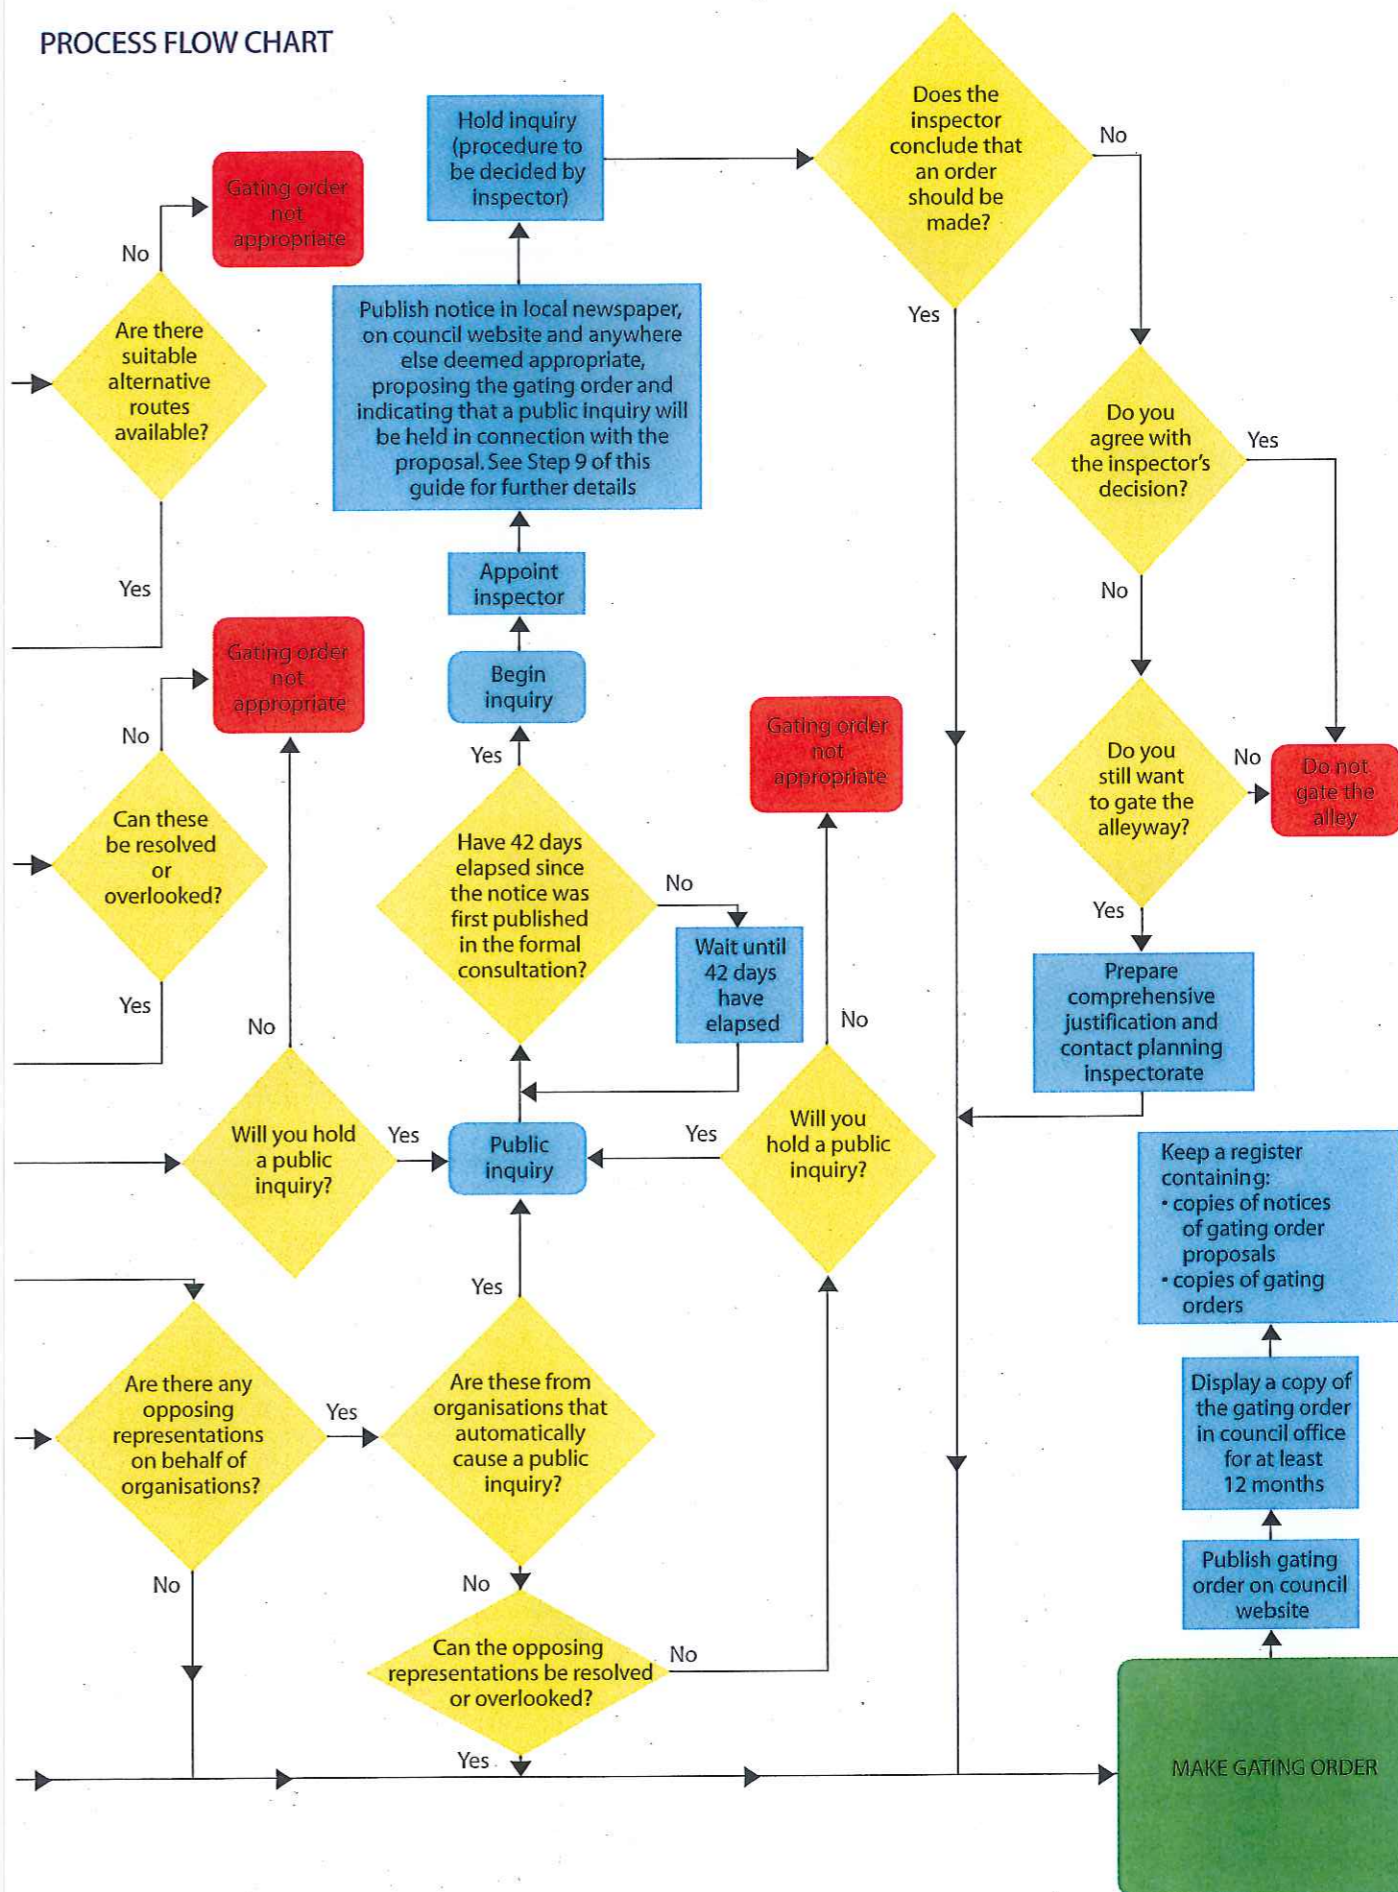 PROCESS FLOW CHART
Hold inquiry
(procedure to
be decided by
inspector)
Does the
inspector
conclude that
an order
should be
made?
No
Yes
Gating order
not
appropriate
No
Are there
suitable
alternative
routes
available?
Yes
Publish notice in local newspaper,
on council website and anywhere
else deemed appropriate,
proposing the gating order and
indicating that a public inquiry will
be held in connection with the
proposal. See Step 9 of this
guide for further details
Do you
agree with
the inspector's
decision?
Yes
No
Appoint
inspector
Begin
inquiry
Yes
Gating order
not
appropriate
No
Can these
be resolved
or
overlooked?
Yes
Have 42 days
elapsed since
the notice was
first published
in the formal
consultation?
No
Wait until
42 days
have
elapsed
Gating order
not
appropriate
No
Do you
still want
to gate the
alleyway?
No
Do not
gate the
alley
Yes
Prepare
comprehensive
justification and
contact planning
inspectorate
No
Will you hold
a public
inquiry?
Yes
Public
inquiry
Yes
Will you
hold a public
inquiry?
Keep a register
containing:
• copies of notices
of gating order
proposals
• copies of gating
orders
Yes
Are there any
opposing
representations
on behalf of
organisations?
Yes
No
Are these from
organisations that
automatically
cause a public
inquiry?
No
Display a copy of
the gating order
in council office
for at least
12 months
Publish gating
order on council
website
Can the opposing
representations be resolved
or overlooked?
No
Yes
MAKE GATING ORDER